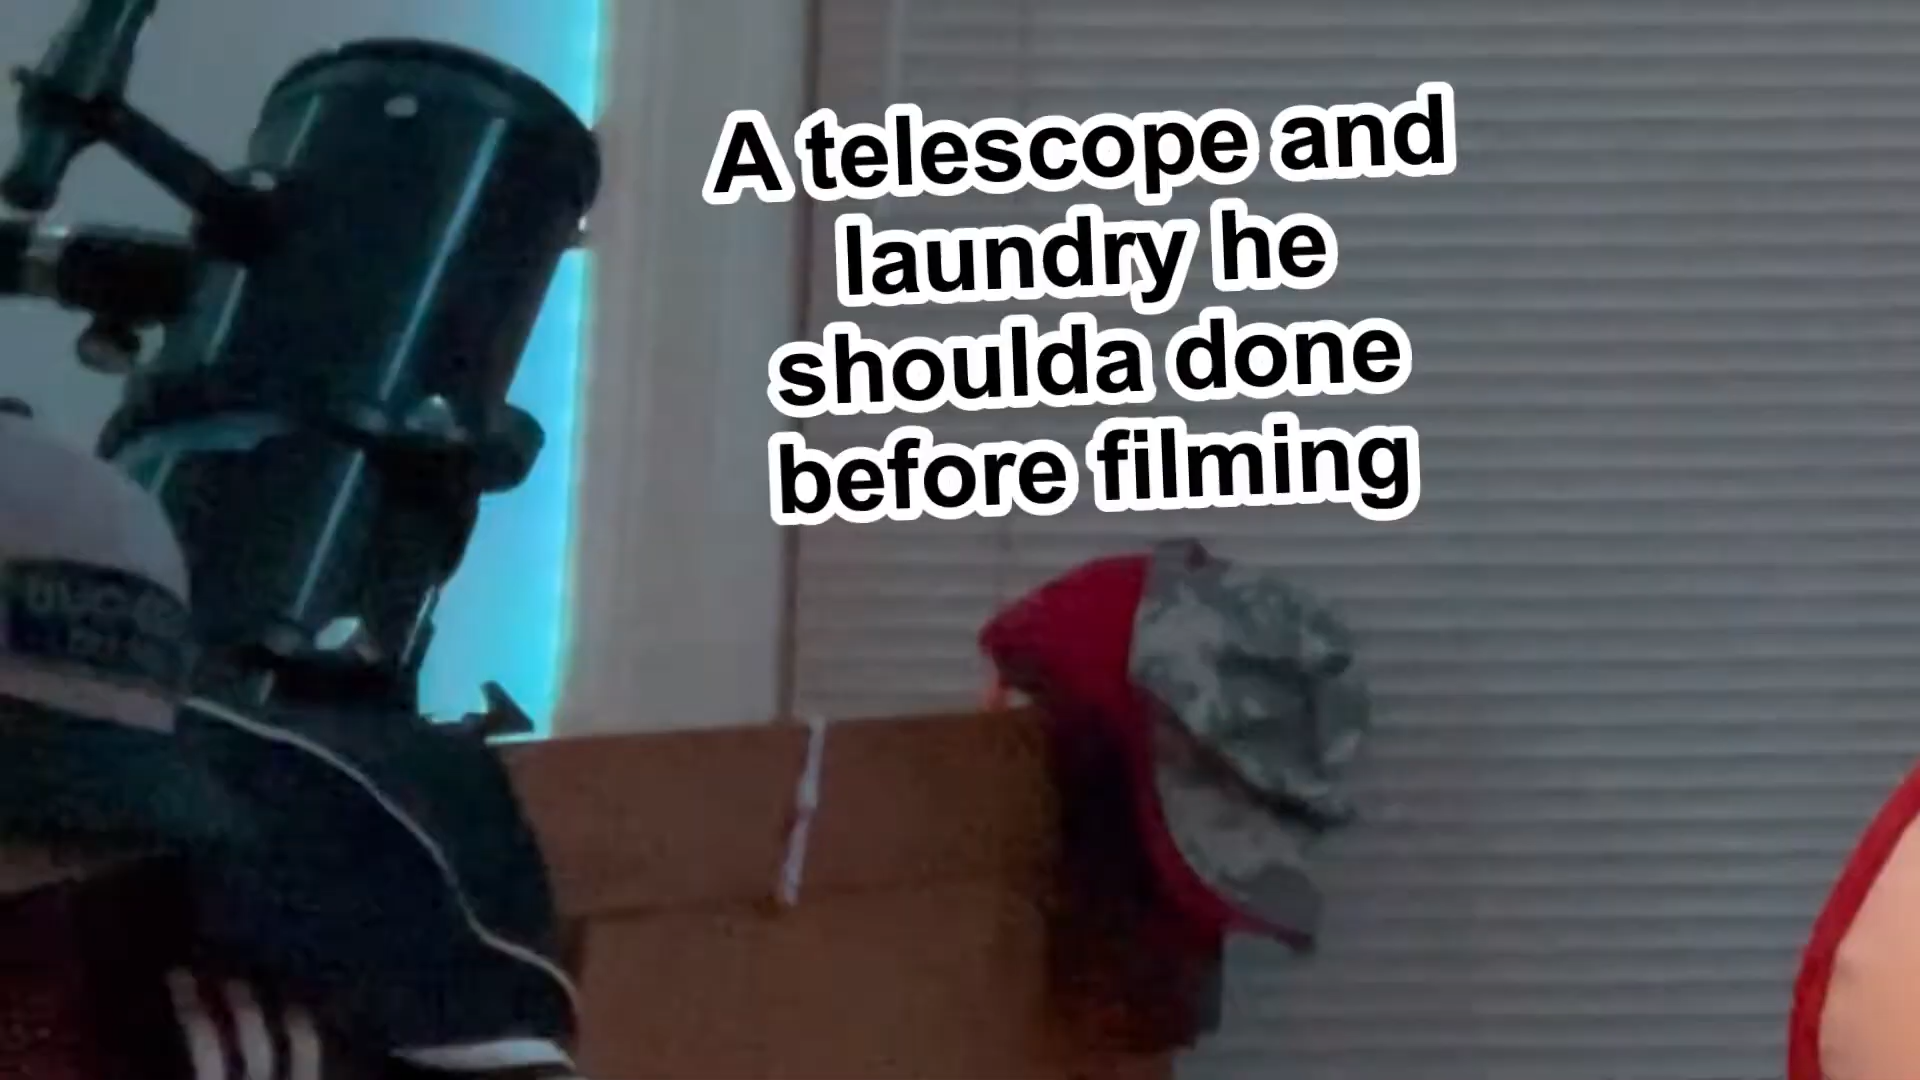 A telescope and
laundry he
shoulda done
before filming